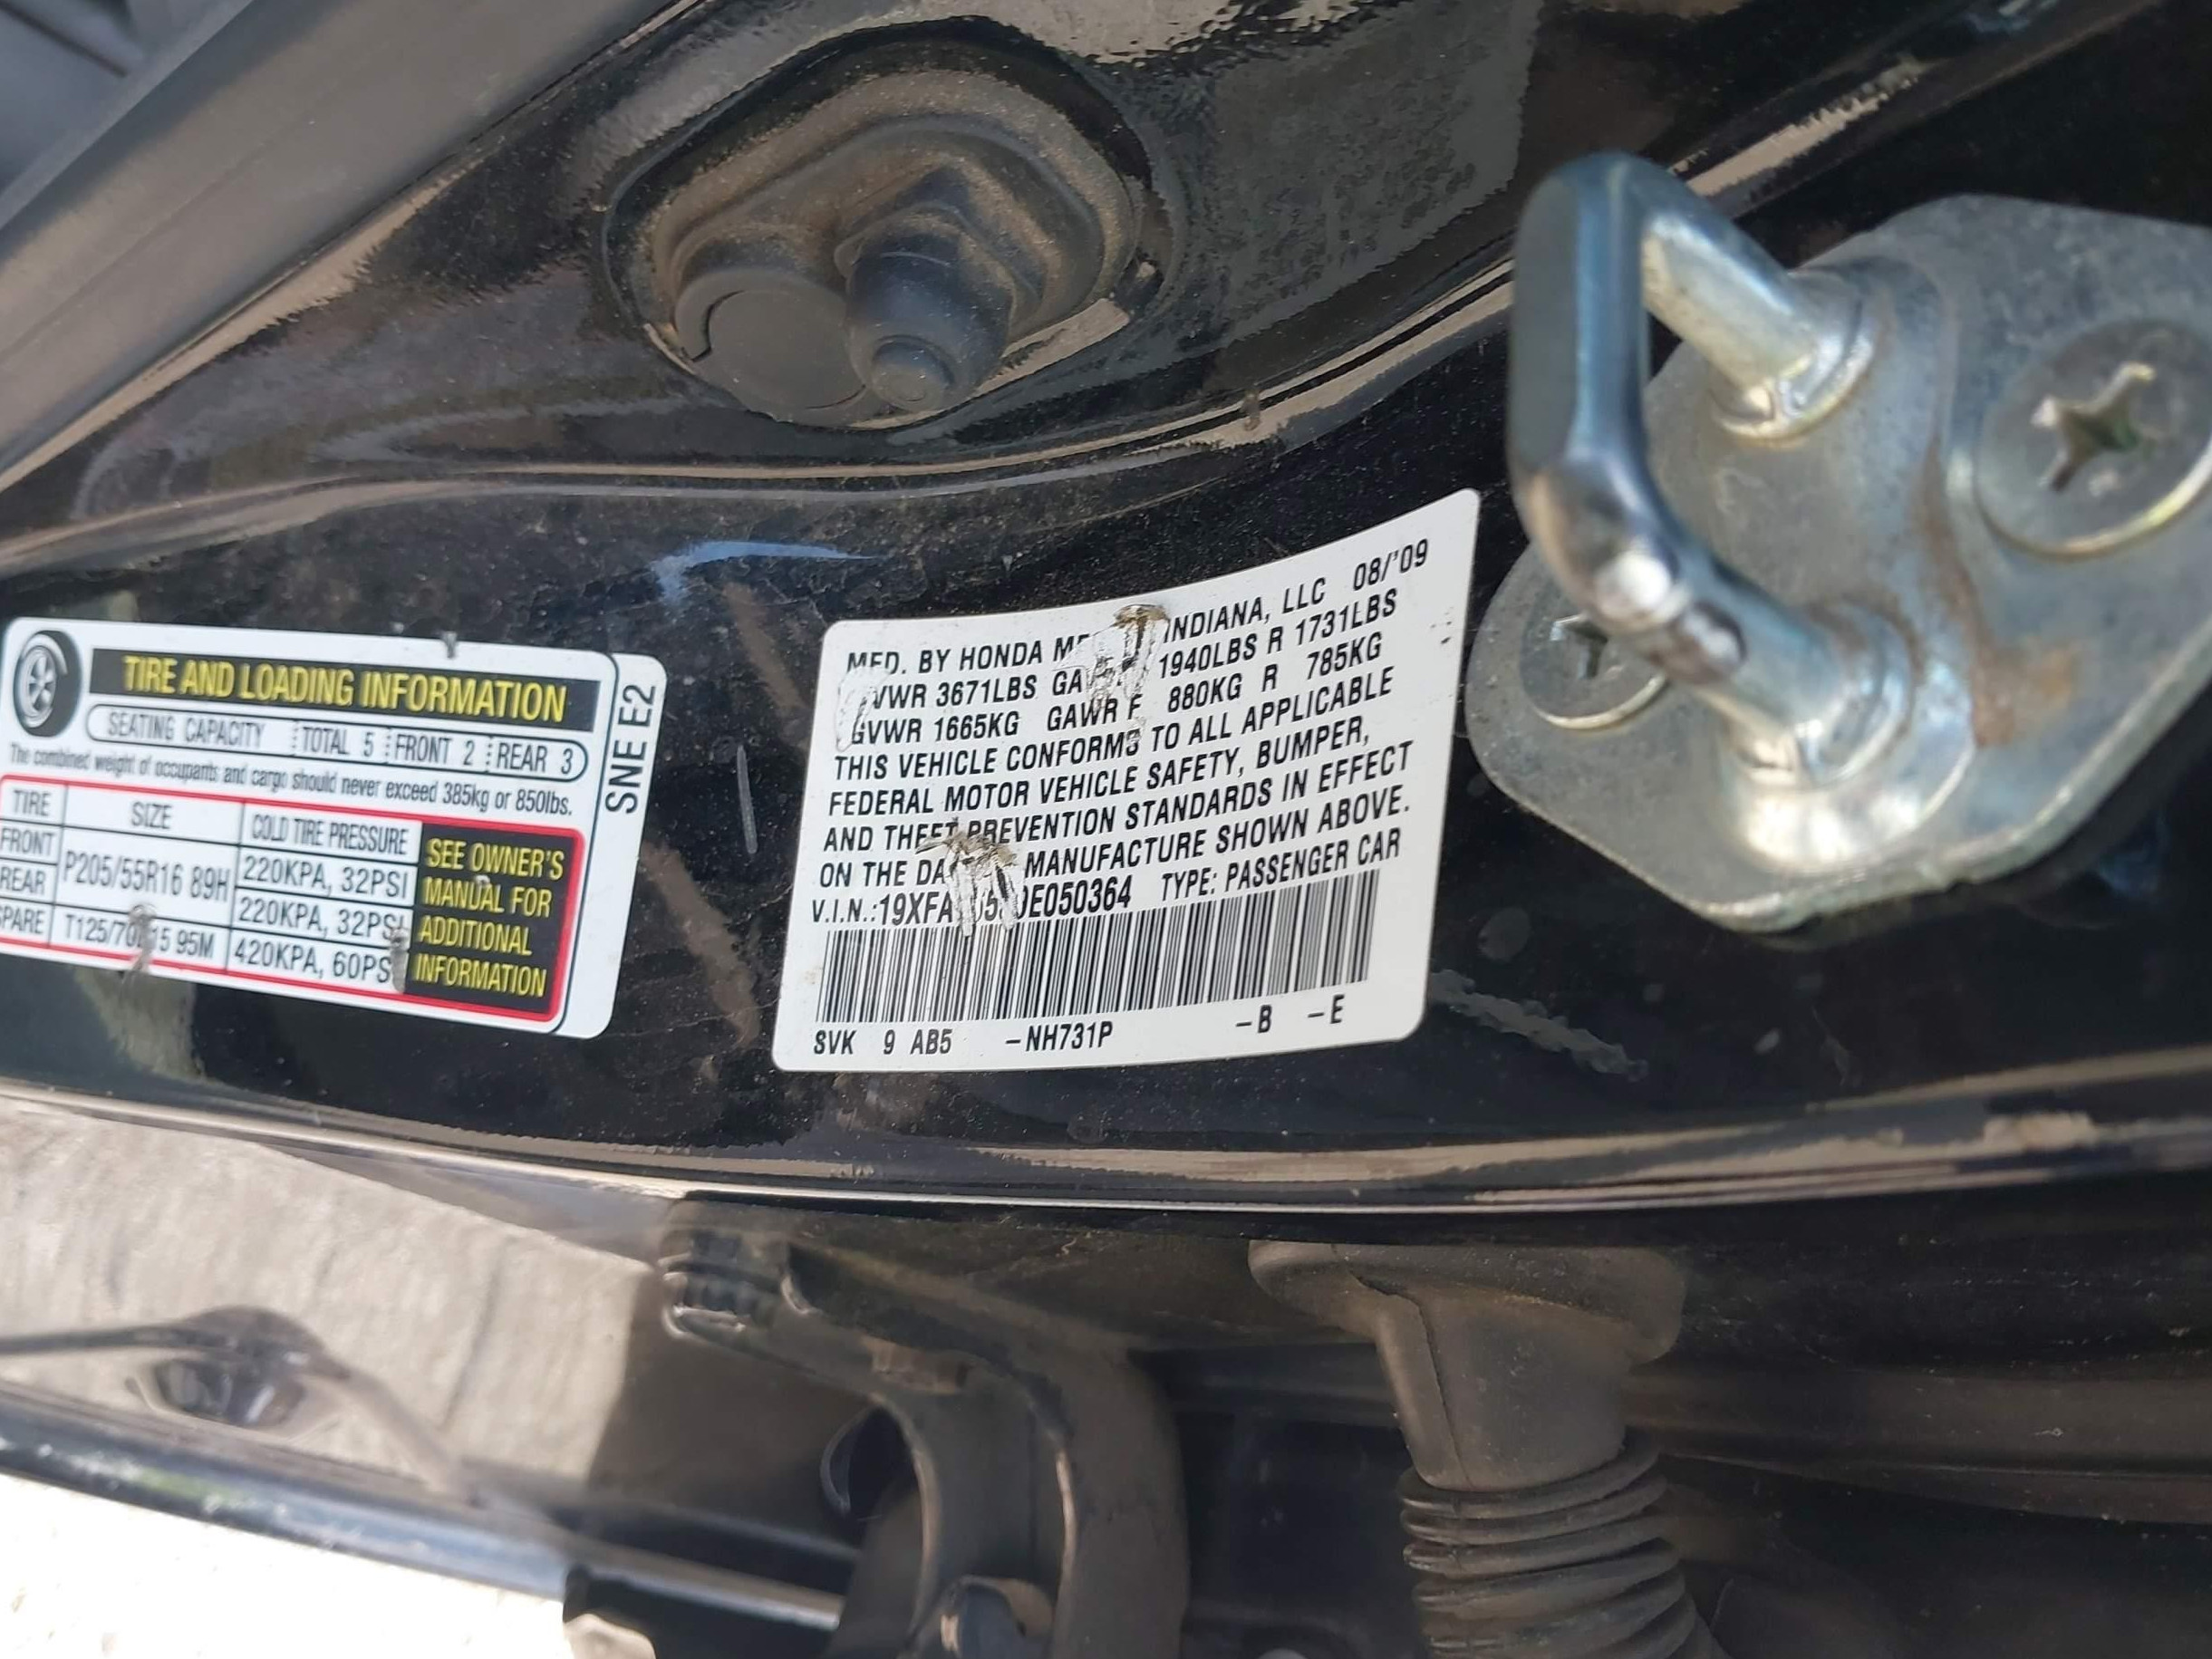 TIRE AND LOADING INFORMATION
SEATING CAPACITY TOTAL 5 FRONT 2 REAR 3
The combined weight of occupants and cargo should never exceed 385kg or 850lbs.
TIRE SIZE COLD TIRE PRESSURE
FRONT P205/55R16 89H 220KPA, 32PSI
REAR 220KPA, 32PSI
SPARE 95M 420KPA, 60PSI
SEE OWNER'S
MANUAL FOR
ADDITIONAL
INFORMATION
SNE E2
MFD. BY HONDA INDIANA, LLC 08/'09
GVWR 3671LBS 1940LBS R 1731LBS
GVWR 1665KG GAWR F 880KG R 785KG
THIS VEHICLE CONFORMS TO ALL APPLICABLE
FEDERAL MOTOR VEHICLE SAFETY, BUMPER,
AND THEFT PREVENTION STANDARDS IN EFFECT
ON THE MANUFACTURE SHOWN ABOVE.
V.I.N.: TYPE: PASSENGER CAR
SVK 9 AB5 -NH731P -B -E